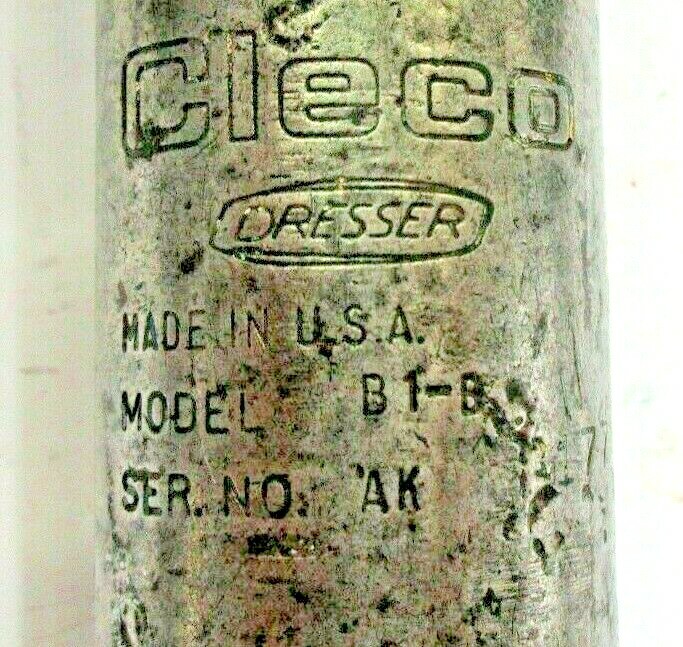 Cleco
DRESSER
MADE IN U.S.A.
MODEL B1-B
SER. NO. AK